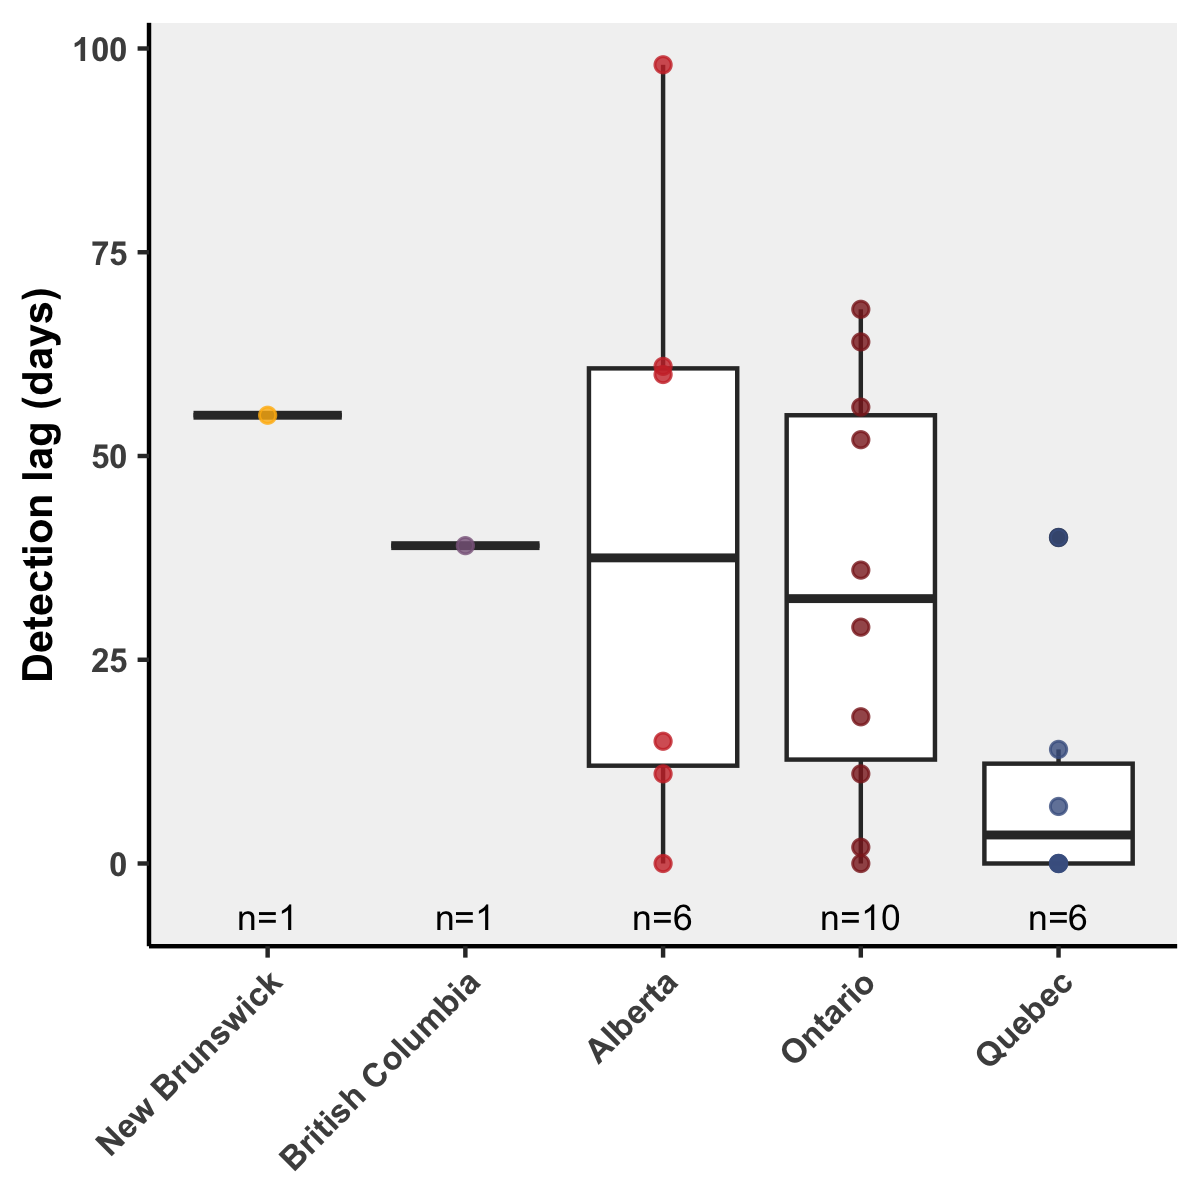 Detection lag (days)
100
75
50
25
0
n=1
n=1
n=6
n=10
n=6
New Brunswick
British Columbia
Alberta
Ontario
Quebec